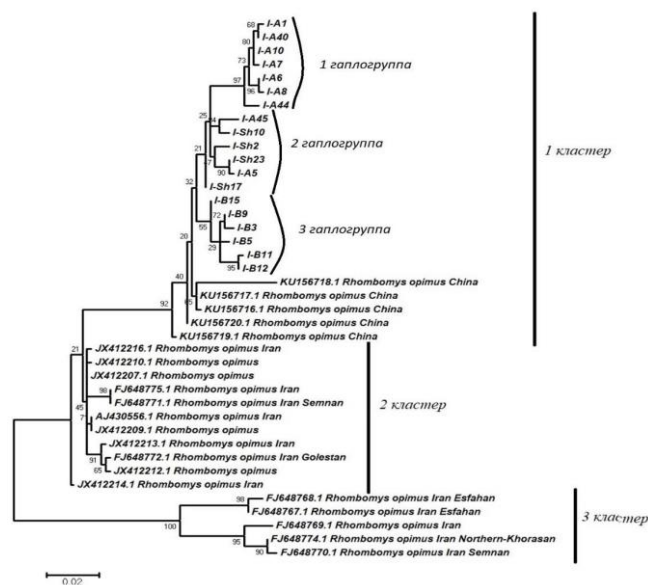 I-A1
I-A40
I-A10
I-A7
I-A6
I-A8
I-A44
1 гаплогруппа
I-A45
I-Sh10
I-Sh2
I-Sh23
I-A5
I-Sh17
2 гаплогруппа
I-B15
I-B9
I-B3
I-B5
I-B11
I-B12
3 гаплогруппа
KU156718.1 Rhombomys opimus China
KU156717.1 Rhombomys opimus China
KU156716.1 Rhombomys opimus China
KU156720.1 Rhombomys opimus China
KU156719.1 Rhombomys opimus China
1 кластер
JX412216.1 Rhombomys opimus Iran
JX412210.1 Rhombomys opimus
JX412207.1 Rhombomys opimus
FJ648775.1 Rhombomys opimus Iran
FJ648771.1 Rhombomys opimus Iran Semnan
AJ430556.1 Rhombomys opimus Iran
JX412209.1 Rhombomys opimus
JX412213.1 Rhombomys opimus Iran
FJ648772.1 Rhombomys opimus Iran Golestan
JX412212.1 Rhombomys opimus
JX412214.1 Rhombomys opimus Iran
2 кластер
FJ648768.1 Rhombomys opimus Iran Esfahan
FJ648767.1 Rhombomys opimus Iran Esfahan
FJ648769.1 Rhombomys opimus Iran
FJ648774.1 Rhombomys opimus Iran Northern-Khorasan
FJ648770.1 Rhombomys opimus Iran Semnan
3 кластер
68
80
73
96
97
25
21
90
32
55
72
29
95
20
40
92
21
45
91
65
98
100
95
90
0.02